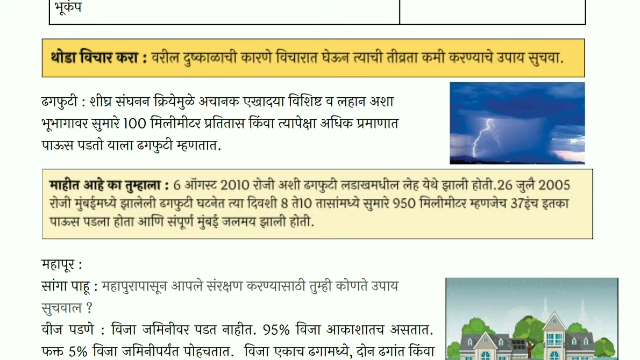 भूकंप
थोडा विचार करा : वरील दुष्काळाची कारणे विचारात घेऊन त्याची तीव्रता कमी करण्याचे उपाय सुचवा.
ढगफुटी : शीघ्र संघनन क्रियेमुळे अचानक एखादया विशिष्ट व लहान अशा
भूभागावर सुमारे 100 मिलीमीटर प्रतितास किंवा त्यापेक्षा अधिक प्रमाणात
पाऊस पडतो याला ढगफुटी म्हणतात.
माहीत आहे का तुम्हाला : 6 ऑगस्ट 2010 रोजी अशी ढगफुटी लडाखमधील लेह येथे झाली होती.26 जुलै 2005
रोजी मुंबईमध्ये झालेली ढगफुटी घटनेत त्या दिवशी 8 ते10 तासांमध्ये सुमारे 950 मिलीमीटर म्हणजेच 37इंच इतका
पाऊस पडला होता आणि संपूर्ण मुंबई जलमय झाली होती.
महापूर :
सांगा पाहू : महापुरापासून आपले संरक्षण करण्यासाठी तुम्ही कोणते उपाय
सुचवाल ?
वीज पडणे : विजा जमिनीवर पडत नाहीत. 95% विजा आकाशातच असतात.
फक्त 5% विजा जमिनीपर्यंत पोहचतात. विजा एकाच ढगामध्ये, दोन ढगांत किंवा